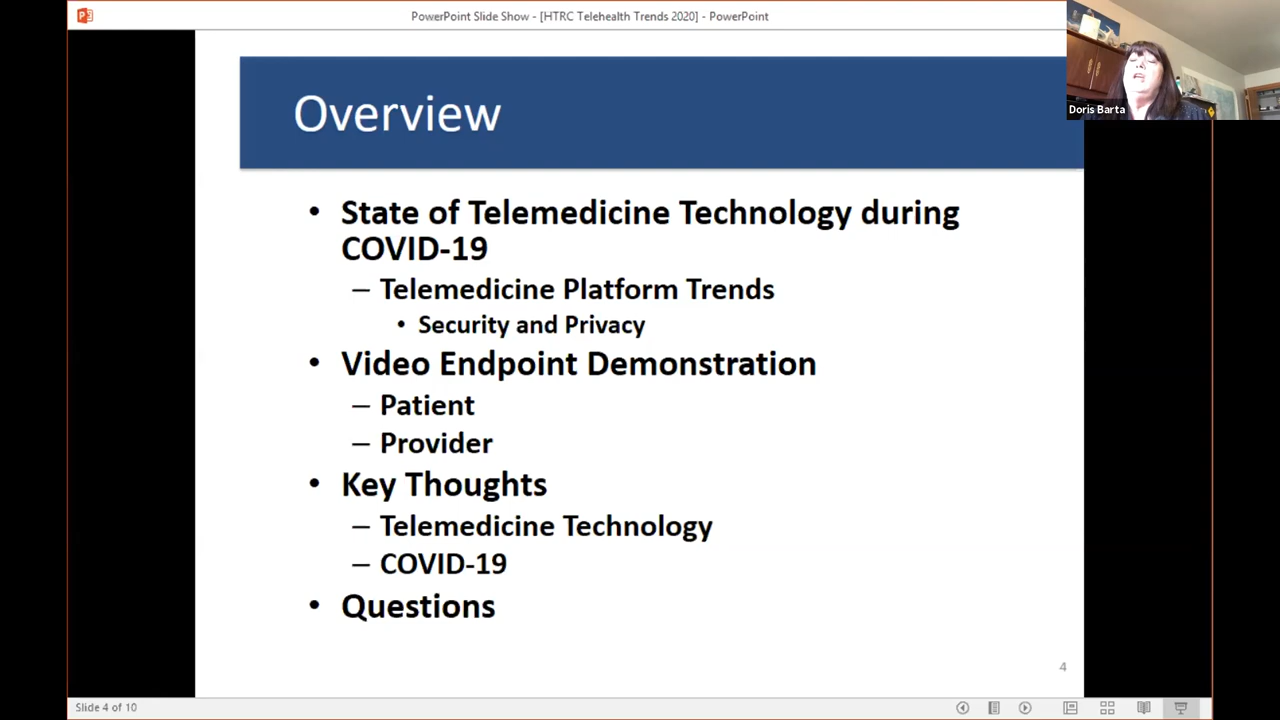 PowerPoint Slide Show - [HTRC Telehealth Trends 2020] - PowerPoint
Doris Barta
Overview
• State of Telemedicine Technology during
COVID-19
– Telemedicine Platform Trends
• Security and Privacy
• Video Endpoint Demonstration
– Patient
– Provider
• Key Thoughts
– Telemedicine Technology
– COVID-19
• Questions
4
Slide 4 of 10